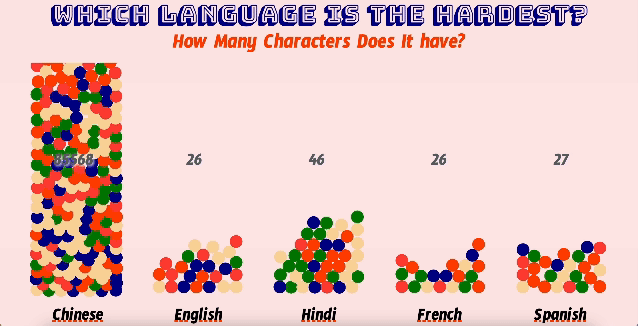 WHICH LANGUAGE IS THE HARDEST?
How Many Characters Does It have?
85568 26 46 26 27
Chinese English Hindi French Spanish